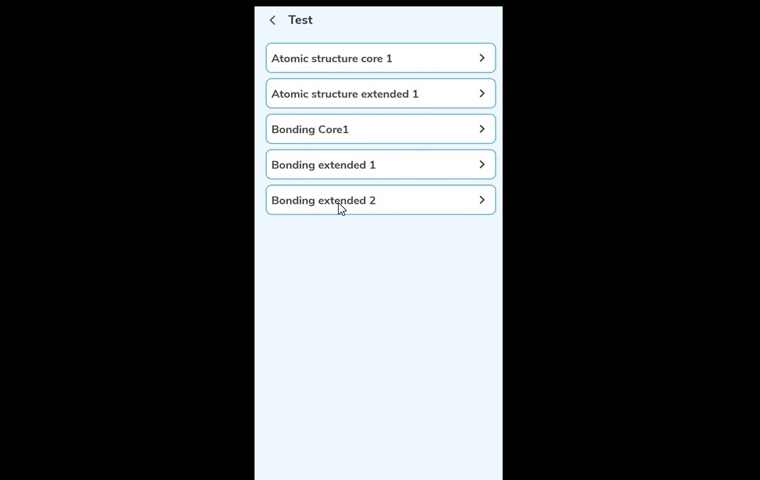 Test
Atomic structure core 1
Atomic structure extended 1
Bonding Core1
Bonding extended 1
Bonding extended 2